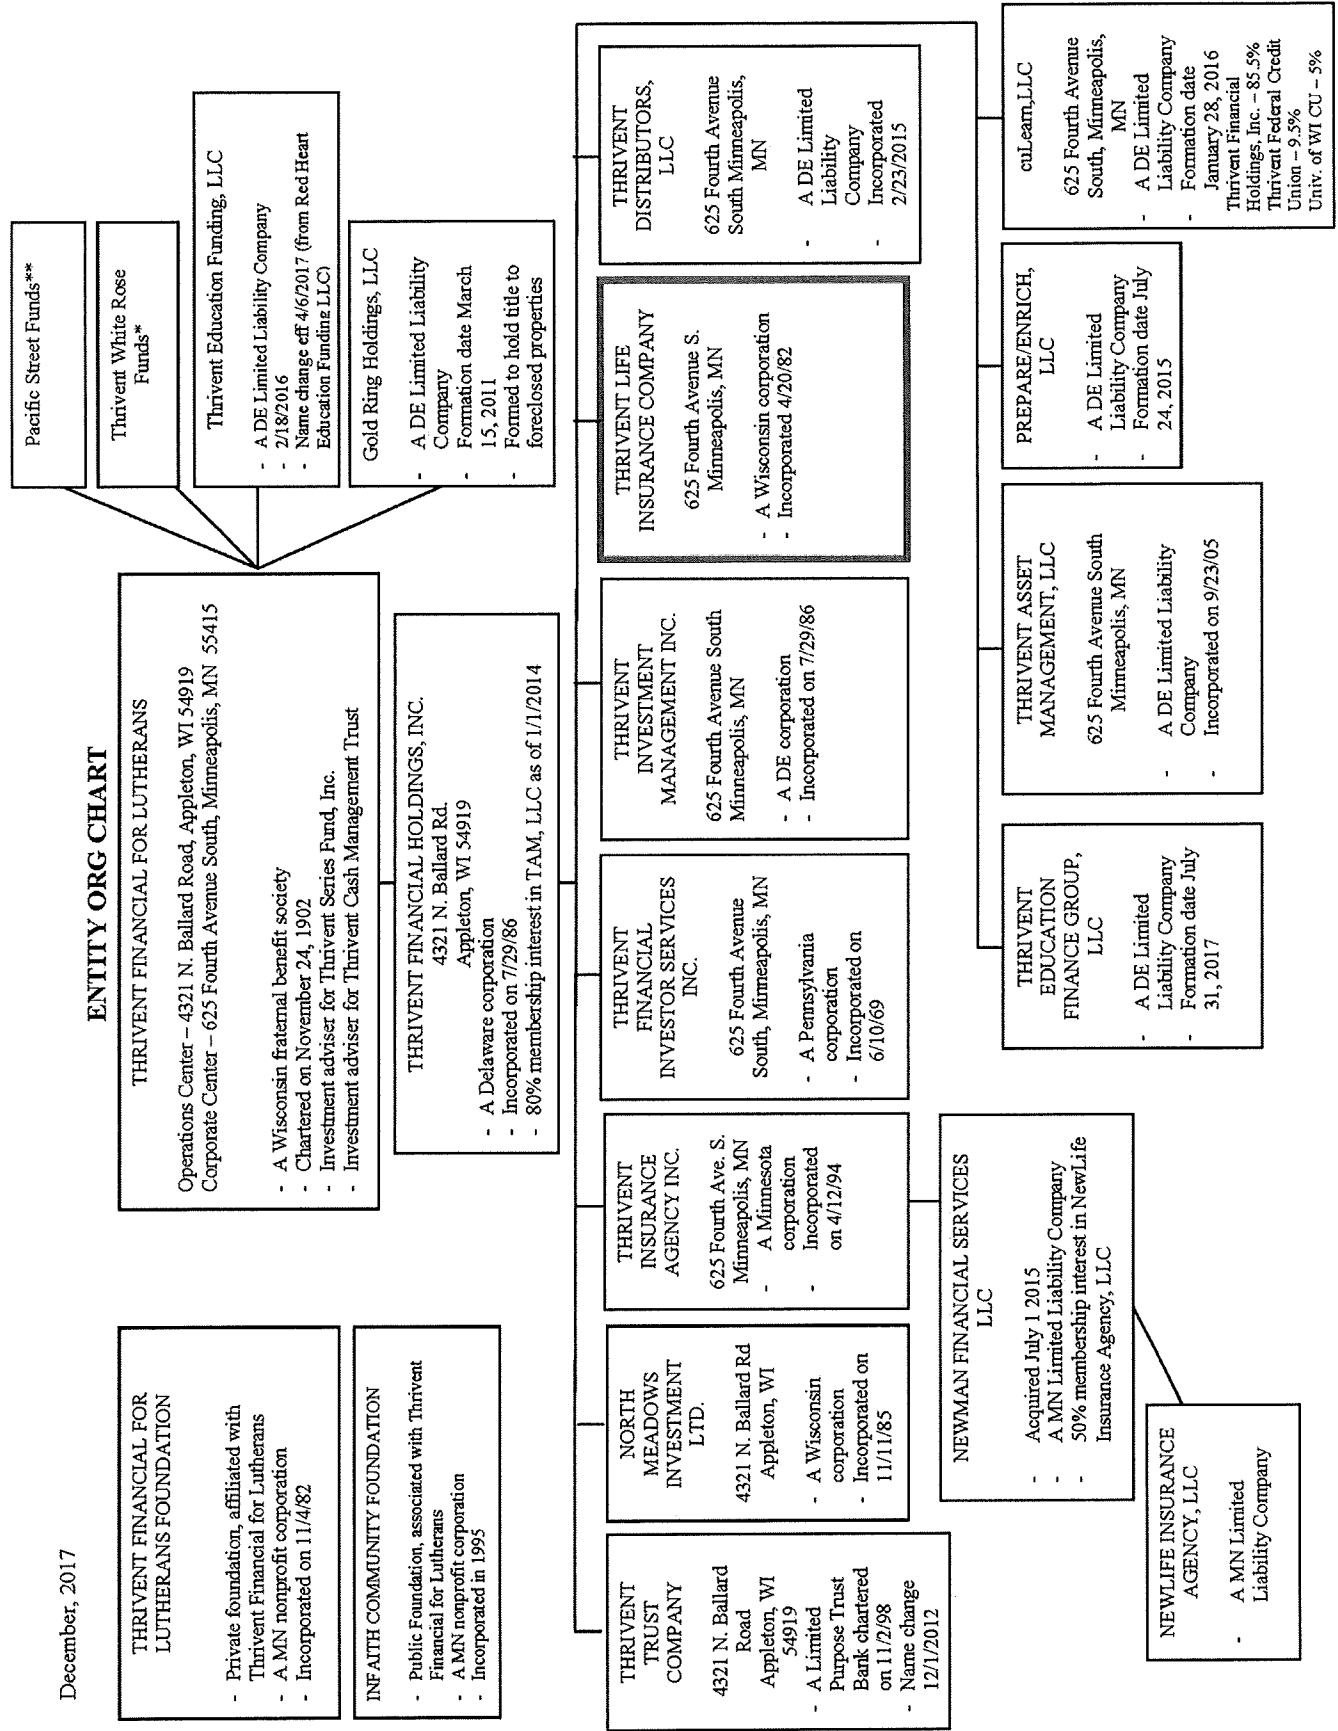 December, 2017
ENTITY ORG CHART
THRIVENT FINANCIAL FOR
LUTHERANS FOUNDATION
- Private foundation, affiliated with
Thrivent Financial for Lutherans
- A MN nonprofit corporation
- Incorporated on 11/4/82
INFAITH COMMUNITY FOUNDATION
- Public Foundation, associated with Thrivent
Financial for Lutherans
- A MN nonprofit corporation
- Incorporated in 1995
THRIVENT FINANCIAL FOR LUTHERANS
Operations Center – 4321 N. Ballard Road, Appleton, WI 54919
Corporate Center – 625 Fourth Avenue South, Minneapolis, MN 55415
- A Wisconsin fraternal benefit society
- Chartered on November 24, 1902
- Investment adviser for Thrivent Series Fund, Inc.
- Investment adviser for Thrivent Cash Management Trust
Pacific Street Funds**
Thrivent White Rose
Funds*
Thrivent Education Funding, LLC
- A DE Limited Liability Company
- 2/18/2016
- Name change eff 4/6/2017 (from Red Heart
Education Funding LLC)
Gold Ring Holdings, LLC
- A DE Limited Liability
Company
- Formation date March
15, 2011
- Formed to hold title to
foreclosed properties
THRIVENT FINANCIAL HOLDINGS, INC.
4321 N. Ballard Rd.
Appleton, WI 54919
- A Delaware corporation
- Incorporated on 7/29/86
- 80% membership interest in TAM, LLC as of 1/1/2014
THRIVENT
TRUST
COMPANY
4321 N. Ballard
Road
Appleton, WI
54919
- A Limited
Purpose Trust
Bank chartered
on 11/2/98
- Name change
12/1/2012
NORTH
MEADOWS
INVESTMENT
LTD.
4321 N. Ballard Rd
Appleton, WI
- A Wisconsin
corporation
- Incorporated on
11/11/85
THRIVENT
INSURANCE
AGENCY INC.
625 Fourth Ave. S.
Minneapolis, MN
- A Minnesota
corporation
- Incorporated
on 4/12/94
THRIVENT
FINANCIAL
INVESTOR SERVICES
INC.
625 Fourth Avenue
South, Minneapolis, MN
- A Pennsylvania
corporation
- Incorporated on
6/10/69
THRIVENT
INVESTMENT
MANAGEMENT INC.
625 Fourth Avenue South
Minneapolis, MN
- A DE corporation
- Incorporated on 7/29/86
THRIVENT LIFE
INSURANCE COMPANY
625 Fourth Avenue S.
Minneapolis, MN
- A Wisconsin corporation
- Incorporated 4/20/82
THRIVENT
DISTRIBUTORS,
LLC
625 Fourth Avenue
South Minneapolis,
MN
- A DE Limited
Liability
Company
- Incorporated
2/23/2015
NEWMAN FINANCIAL SERVICES
LLC
- Acquired July 1 2015
- A MN Limited Liability Company
- 50% membership interest in NewLife
Insurance Agency, LLC
NEWLIFE INSURANCE
AGENCY, LLC
- A MN Limited
Liability Company
THRIVENT
EDUCATION
FINANCE GROUP,
LLC
- A DE Limited
Liability Company
- Formation date July
31, 2017
THRIVENT ASSET
MANAGEMENT, LLC
625 Fourth Avenue South
Minneapolis, MN
- A DE Limited Liability
Company
- Incorporated on 9/23/05
PREPARE/ENRICH,
LLC
- A DE Limited
Liability Company
- Formation date July
24, 2015
cuLearn,LLC
625 Fourth Avenue
South, Minneapolis,
MN
- A DE Limited
Liability Company
- Formation date
January 28, 2016
Thrivent Financial
Holdings, Inc. – 85.5%
Thrivent Federal Credit
Union – 9.5%
Univ. of WI CU – 5%